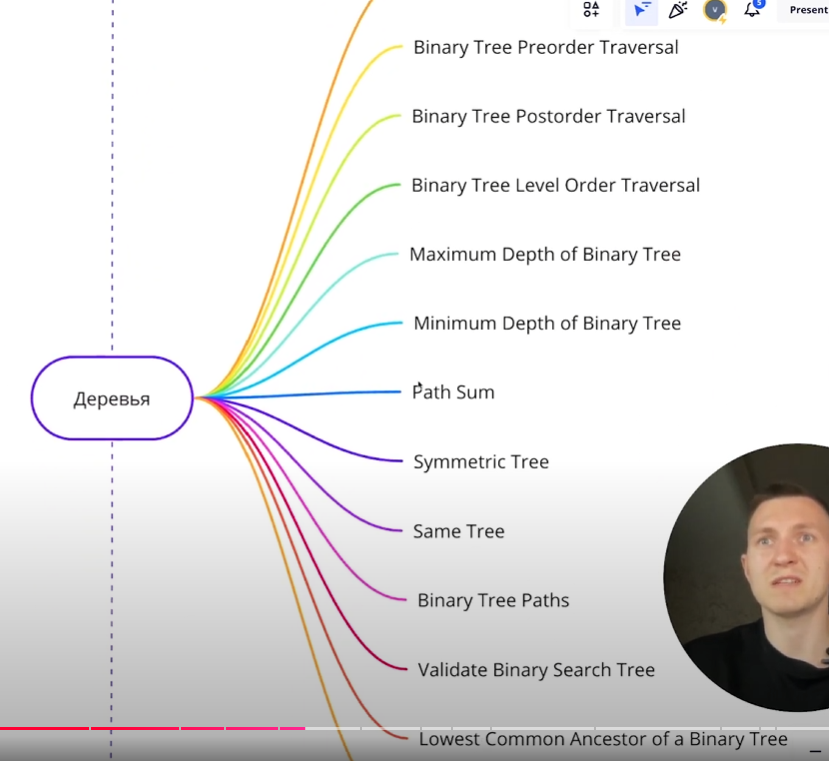 5
V
Present
Binary Tree Preorder Traversal
Binary Tree Postorder Traversal
Binary Tree Level Order Traversal
Maximum Depth of Binary Tree
Minimum Depth of Binary Tree
Деревья
Path Sum
Symmetric Tree
Same Tree
Binary Tree Paths
Validate Binary Search Tree
Lowest Common Ancestor of a Binary Tree